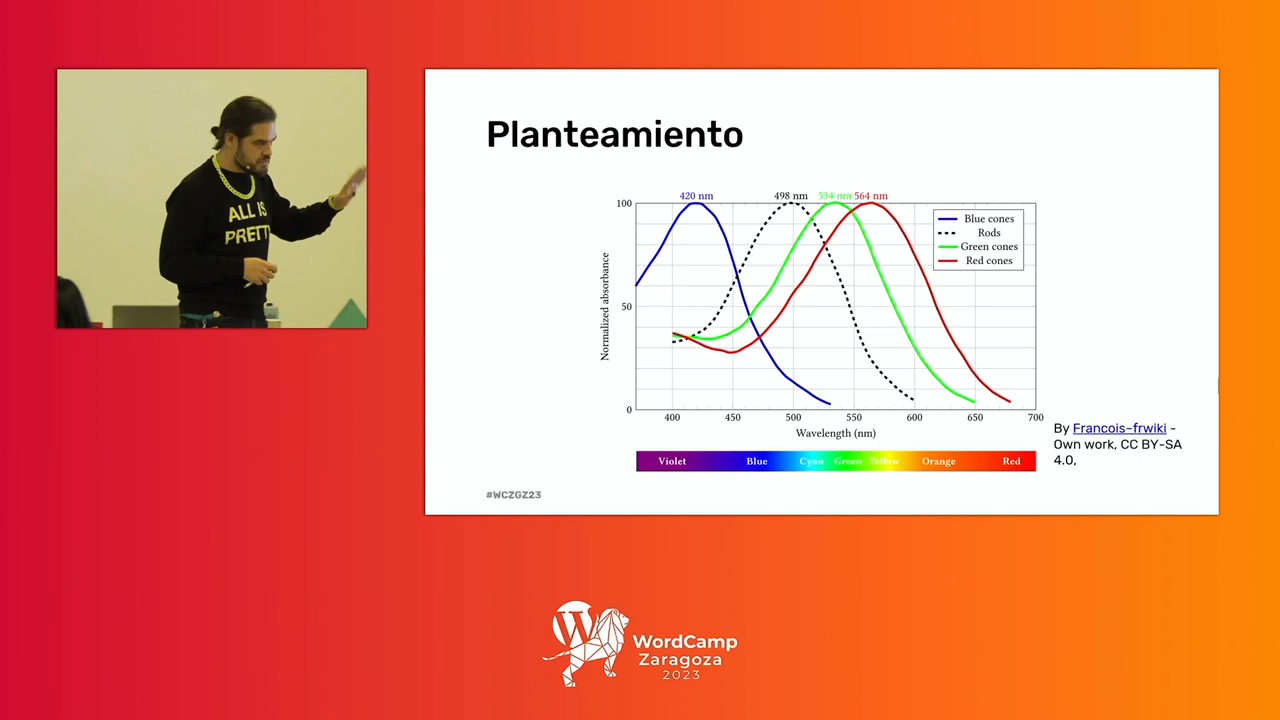 ALL IS
PRETTY
Planteamiento
420 nm
498 nm
534 nm
564 nm
Blue cones
Rods
Green cones
Red cones
Normalized absorbance
100
50
0
400 450 500 550 600 650 700
Wavelength (nm)
Violet Blue Cyan Green Yellow Orange Red
By Francois~frwiki -
Own work, CC BY-SA
4.0,
#WCZGZ23
W
WordCamp
Zaragoza
2023